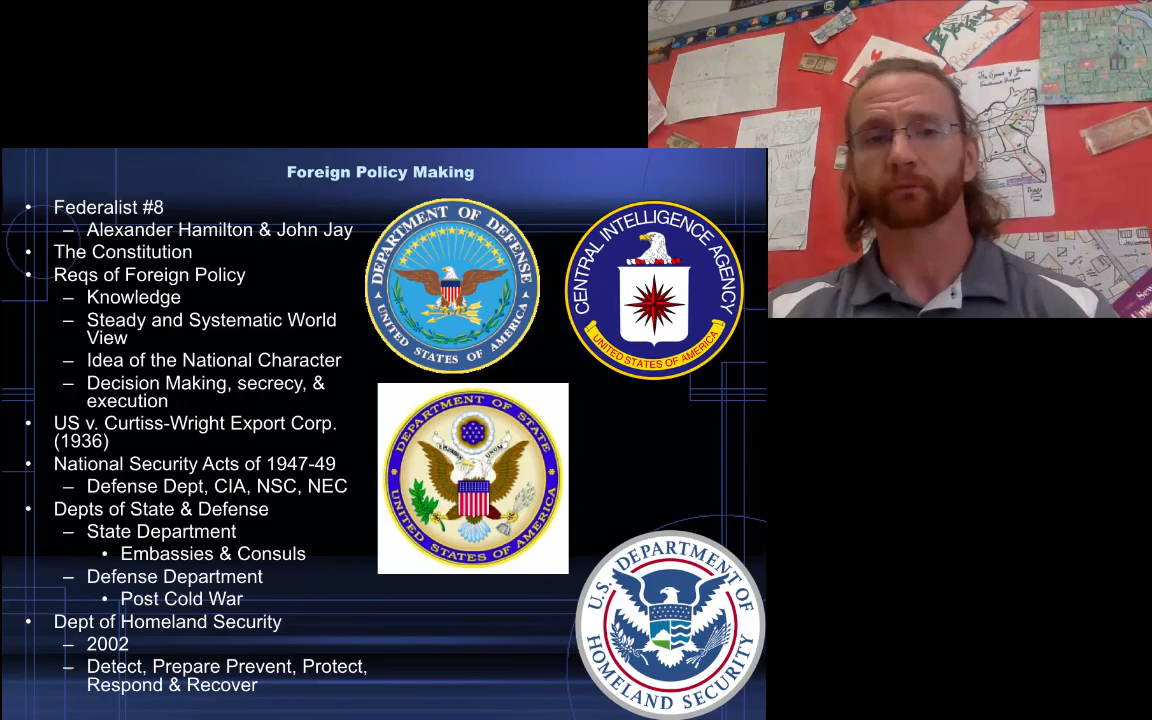 Foreign Policy Making
• Federalist #8
– Alexander Hamilton & John Jay
• The Constitution
• Reqs of Foreign Policy
– Knowledge
– Steady and Systematic World
View
– Idea of the National Character
– Decision Making, secrecy, &
execution
• US v. Curtiss-Wright Export Corp.
(1936)
• National Security Acts of 1947-49
– Defense Dept, CIA, NSC, NEC
• Depts of State & Defense
– State Department
• Embassies & Consuls
– Defense Department
• Post Cold War
• Dept of Homeland Security
– 2002
– Detect, Prepare Prevent, Protect,
Respond & Recover
DEPARTMENT OF DEFENSE
UNITED STATES OF AMERICA
CENTRAL INTELLIGENCE AGENCY
UNITED STATES OF AMERICA
DEPARTMENT OF STATE
E PLURIBUS UNUM
UNITED STATES OF AMERICA
U.S. DEPARTMENT OF
HOMELAND SECURITY